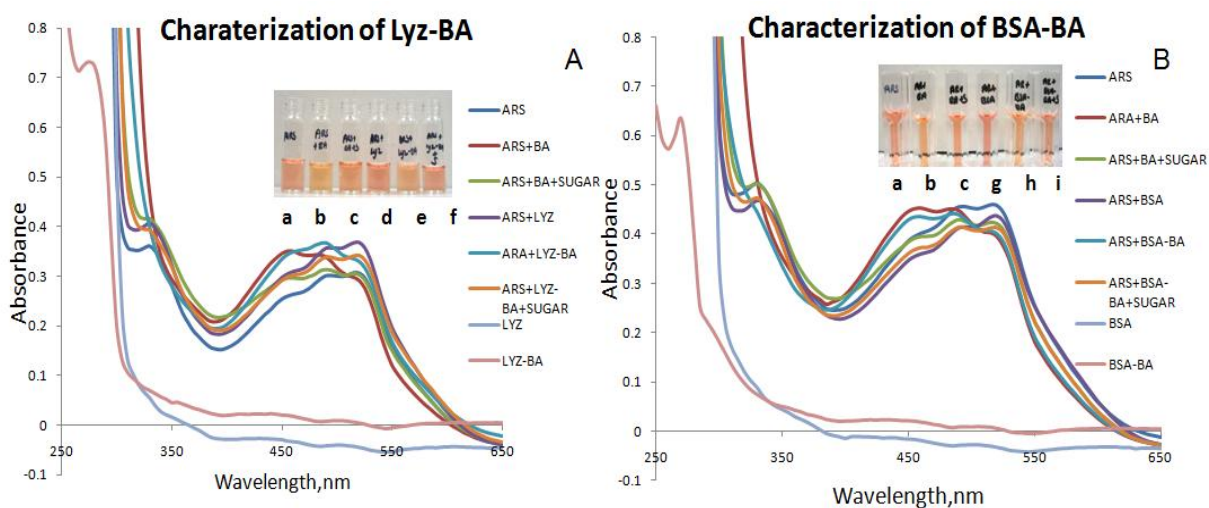 Charaterization of Lyz-BA
A
0.8
0.7
0.6
0.5
0.4
0.3
0.2
0.1
0
-0.1
Absorbance
250
350
450
550
650
Wavelength,nm
ARS
a b c d e f
ARS
ARS+BA
ARS+BA+SUGAR
ARS+LYZ
ARA+LYZ-BA
ARS+LYZ-
BA+SUGAR
LYZ
LYZ-BA
Characterization of BSA-BA
B
0.8
0.7
0.6
0.5
0.4
0.3
0.2
0.1
0
-0.1
Absorbance
250
350
450
550
650
Wavelength,nm
ARS
a b c g h i
ARS
ARA+BA
ARS+BA+SUGAR
ARS+BSA
ARS+BSA-BA
ARS+BSA-
BA+SUGAR
BSA
BSA-BA